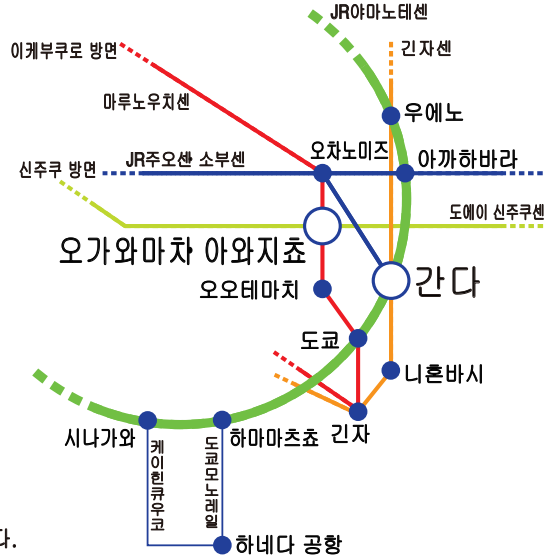 JR야마노테센
이케부쿠로 방면
긴자센
마루노우치센
우에노
오차노미즈
JR주오센• 소부센
아까하바라
신주쿠 방면
도에이 신주쿠센
오가와마차• 아와지쵸
간다
오오테마치
도쿄
니혼바시
시나가와
하마마츠쵸
긴자
케이힌큐우코
도쿄모노레일
하네다 공항
다.